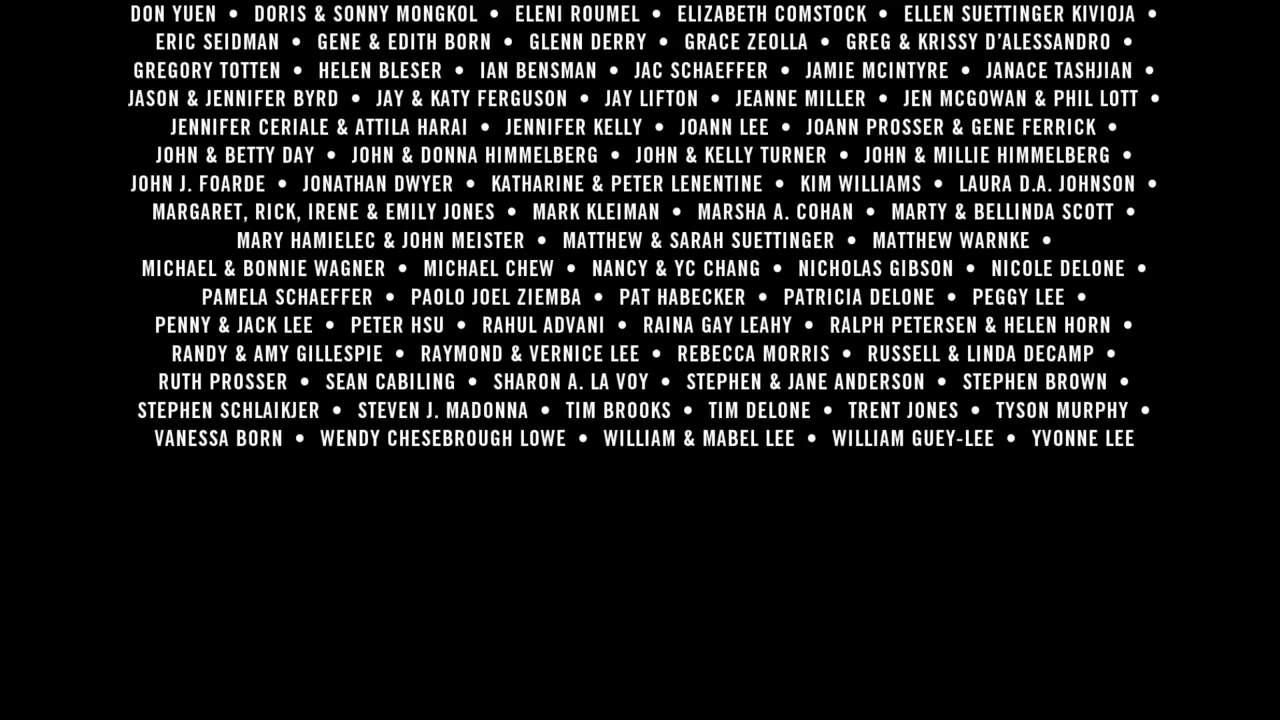 DON YUEN • DORIS & SONNY MONGKOL • ELENI ROUMEL • ELIZABETH COMSTOCK • ELLEN SUETTINGER KIVIOJA •
ERIC SEIDMAN • GENE & EDITH BORN • GLENN DERRY • GRACE ZEOLLA • GREG & KRISSY D'ALESSANDRO •
GREGORY TOTTEN • HELEN BLESER • IAN BENSMAN • JAC SCHAEFFER • JAMIE MCINTYRE • JANACE TASHJIAN •
JASON & JENNIFER BYRD • JAY & KATY FERGUSON • JAY LIFTON • JEANNE MILLER • JEN MCGOWAN & PHIL LOTT •
JENNIFER CERIALE & ATTILA HARAI • JENNIFER KELLY • JOANN LEE • JOANN PROSSER & GENE FERRICK •
JOHN & BETTY DAY • JOHN & DONNA HIMMELBERG • JOHN & KELLY TURNER • JOHN & MILLIE HIMMELBERG •
JOHN J. FOARDE • JONATHAN DWYER • KATHARINE & PETER LENENTINE • KIM WILLIAMS • LAURA D.A. JOHNSON •
MARGARET, RICK, IRENE & EMILY JONES • MARK KLEIMAN • MARSHA A. COHAN • MARTY & BELLINDA SCOTT •
MARY HAMIELEC & JOHN MEISTER • MATTHEW & SARAH SUETTINGER • MATTHEW WARNKE •
MICHAEL & BONNIE WAGNER • MICHAEL CHEW • NANCY & YC CHANG • NICHOLAS GIBSON • NICOLE DELONE •
PAMELA SCHAEFFER • PAOLO JOEL ZIEMBA • PAT HABECKER • PATRICIA DELONE • PEGGY LEE •
PENNY & JACK LEE • PETER HSU • RAHUL ADVANI • RAINA GAY LEAHY • RALPH PETERSEN & HELEN HORN •
RANDY & AMY GILLESPIE • RAYMOND & VERNICE LEE • REBECCA MORRIS • RUSSELL & LINDA DECAMP •
RUTH PROSSER • SEAN CABILING • SHARON A. LA VOY • STEPHEN & JANE ANDERSON • STEPHEN BROWN •
STEPHEN SCHLAIKJER • STEVEN J. MADONNA • TIM BROOKS • TIM DELONE • TRENT JONES • TYSON MURPHY •
VANESSA BORN • WENDY CHESEBROUGH LOWE • WILLIAM & MABEL LEE • WILLIAM GUEY-LEE • YVONNE LEE